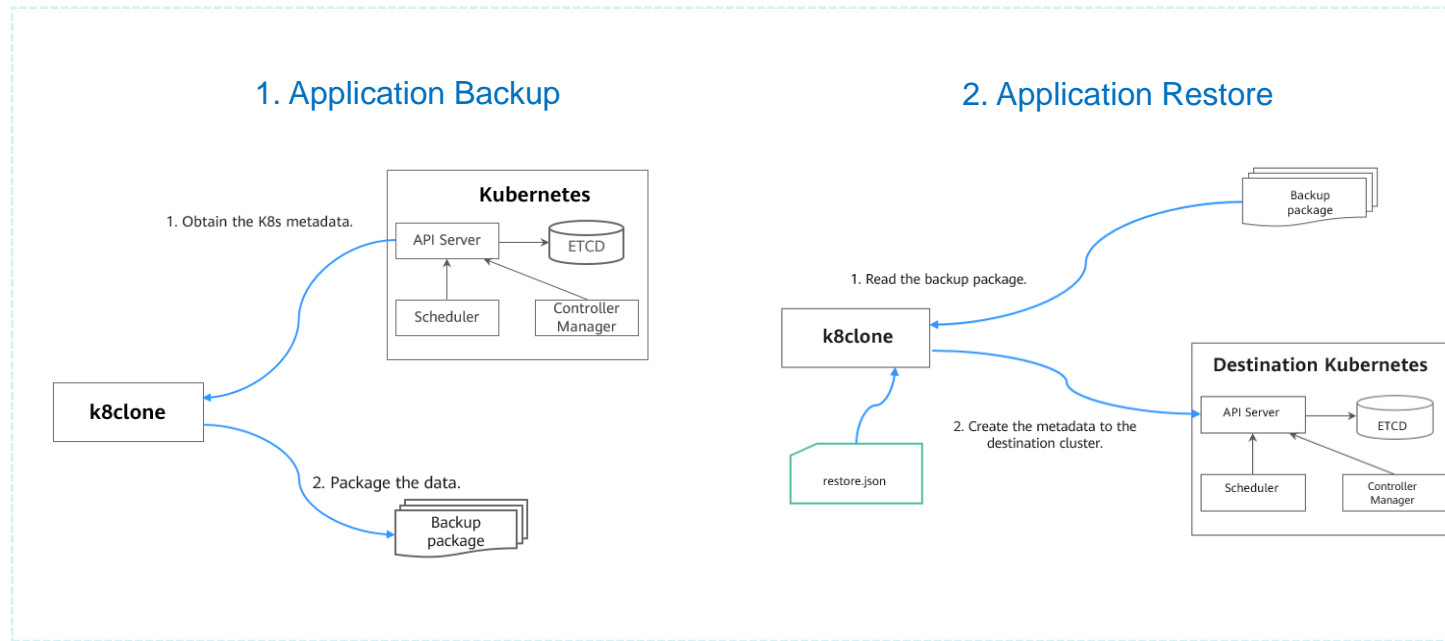 1. Application Backup
Kubernetes
1. Obtain the K8s metadata.
API Server
ETCD
Scheduler
Controller
Manager
k8clone
2. Package the data.
Backup
package
2. Application Restore
Backup
package
1. Read the backup package.
k8clone
Destination Kubernetes
API Server
ETCD
2. Create the metadata to the
destination cluster.
restore.json
Scheduler
Controller
Manager